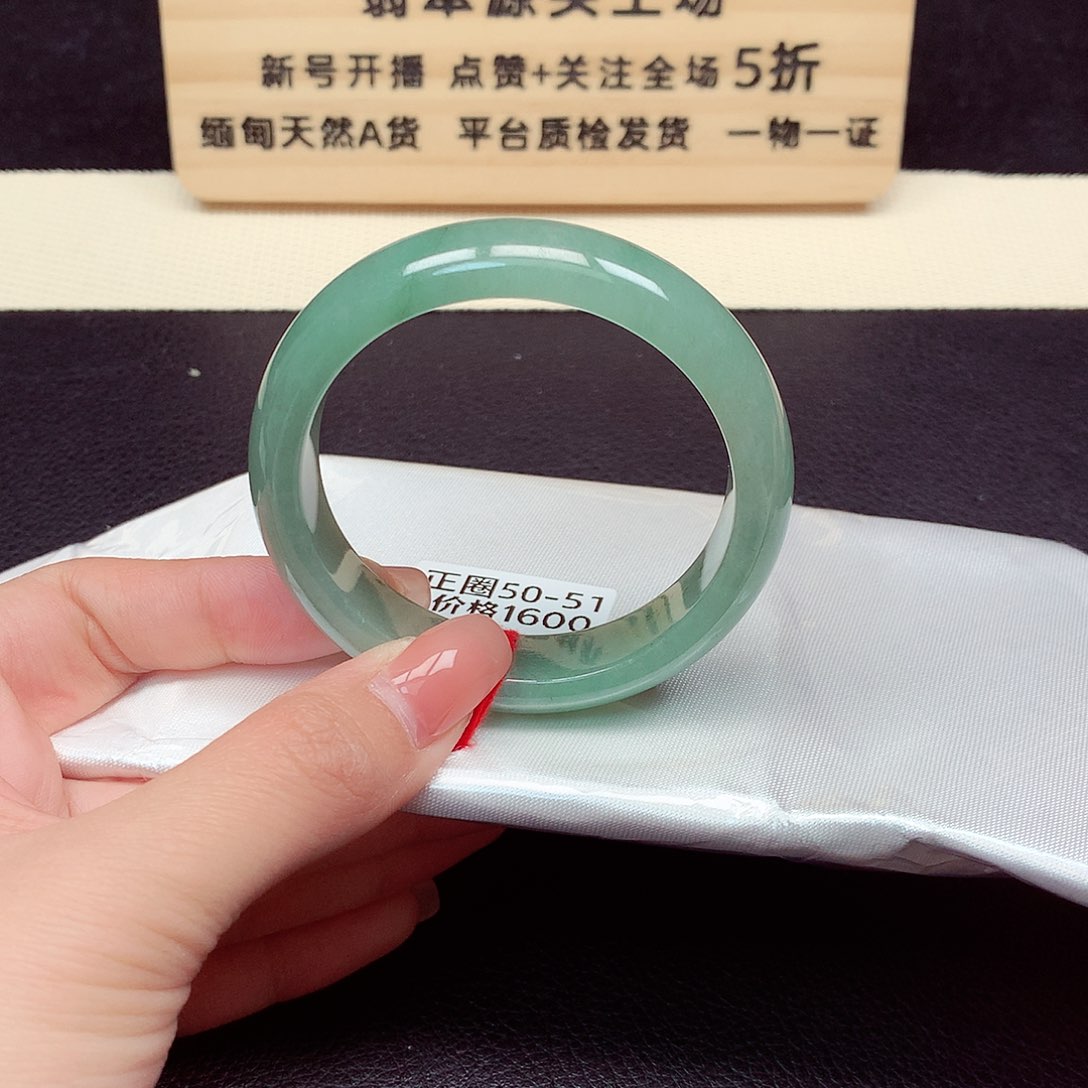 新号开播 点赞+关注全场5折
缅甸天然A货 平台质检发货 一物一证
正圈50-51
价格1600